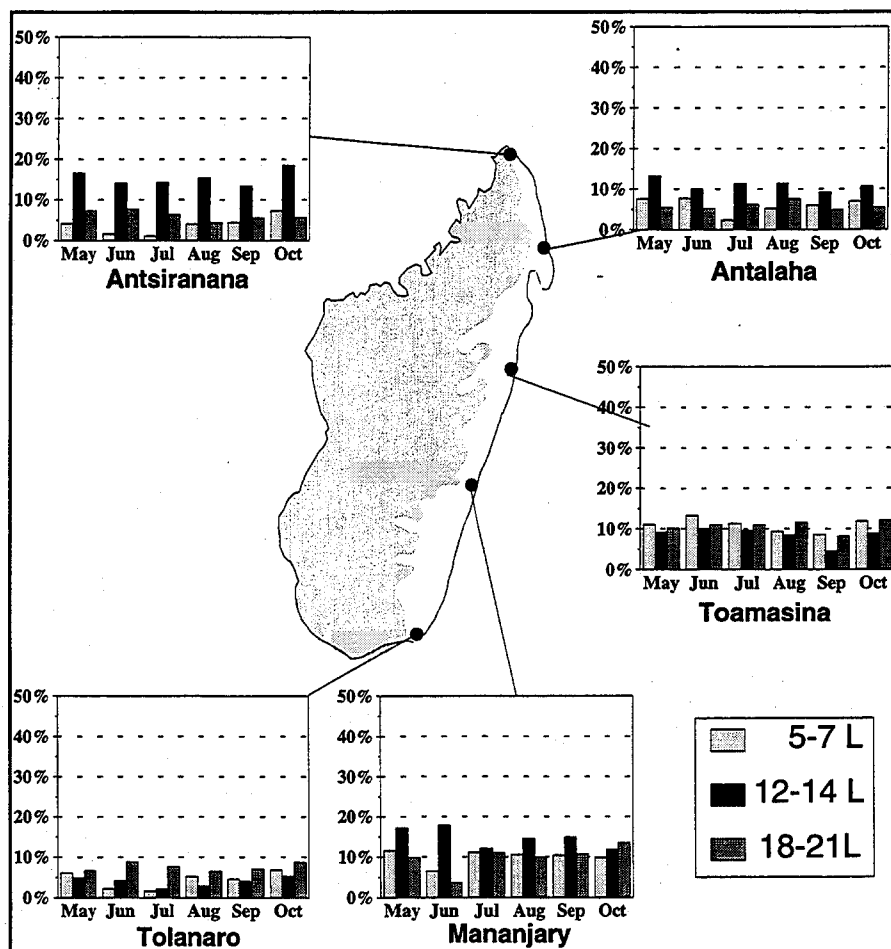 50%
40%
30%
20%
10%
0%
May Jun Jul Aug Sep Oct
Antsiranana
50%
40%
30%
20%
10%
0%
May Jun Jul Aug Sep Oct
Antalaha
50%
40%
30%
20%
10%
0%
May Jun Jul Aug Sep Oct
Toamasina
50%
40%
30%
20%
10%
0%
May Jun Jul Aug Sep Oct
Tolanaro
50%
40%
30%
20%
10%
0%
May Jun Jul Aug Sep Oct
Mananjary
5-7 L
12-14 L
18-21L